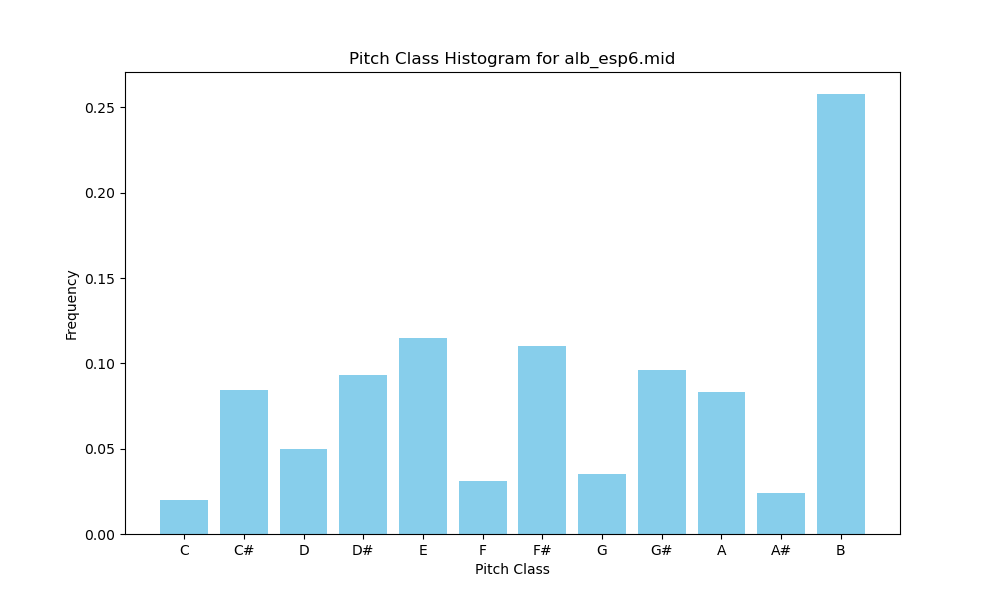 Pitch Class Histogram for alb_esp6.mid
Frequency
0.25
0.20
0.15
0.10
0.05
0.00
C C# D D# E F F# G G# A A# B
Pitch Class